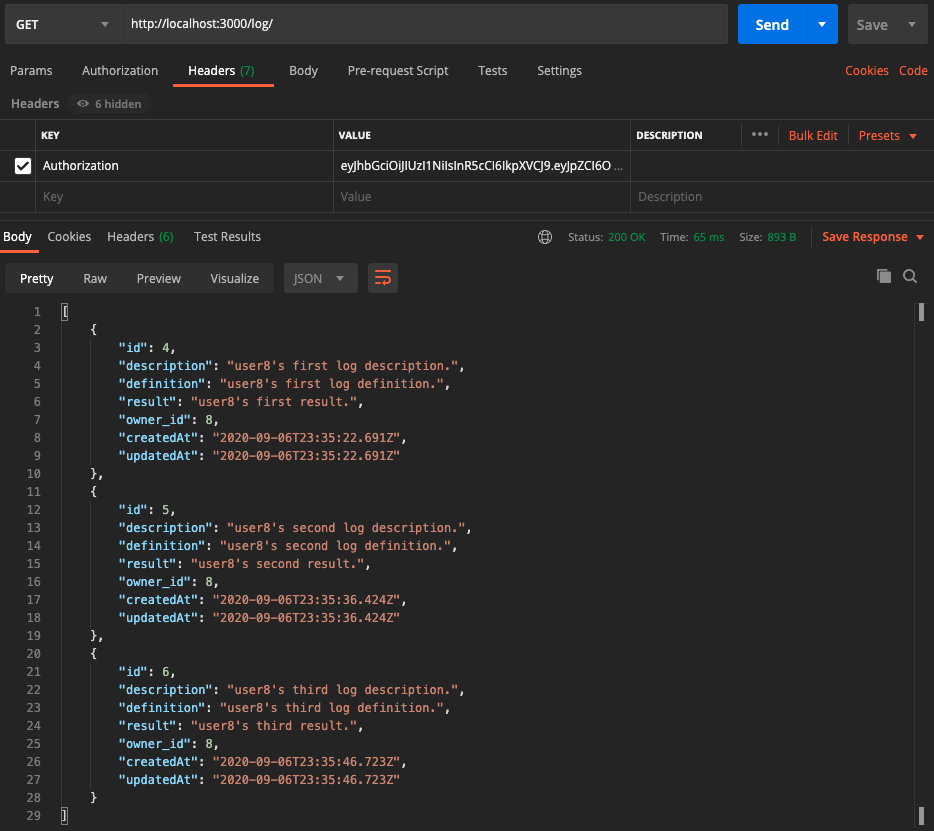 GET http://localhost:3000/log/ Send Save
Params Authorization Headers (7) Body Pre-request Script Tests Settings Cookies Code
Headers 6 hidden
KEY VALUE DESCRIPTION ••• Bulk Edit Presets
Authorization eyJhbGciOiJIUzI1NiIsInR5cCI6IkpXVCJ9.eyJpZCI6O ...
Key Value Description
Body Cookies Headers (6) Test Results Status: 200 OK Time: 65 ms Size: 893 B Save Response
Pretty Raw Preview Visualize JSON
1 [
2 {
3 "id": 4,
4 "description": "user8's first log description.",
5 "definition": "user8's first log definition.",
6 "result": "user8's first result.",
7 "owner_id": 8,
8 "createdAt": "2020-09-06T23:35:22.691Z",
9 "updatedAt": "2020-09-06T23:35:22.691Z"
10 },
11 {
12 "id": 5,
13 "description": "user8's second log description.",
14 "definition": "user8's second log definition.",
15 "result": "user8's second result.",
16 "owner_id": 8,
17 "createdAt": "2020-09-06T23:35:36.424Z",
18 "updatedAt": "2020-09-06T23:35:36.424Z"
19 },
20 {
21 "id": 6,
22 "description": "user8's third log description.",
23 "definition": "user8's third log definition.",
24 "result": "user8's third result.",
25 "owner_id": 8,
26 "createdAt": "2020-09-06T23:35:46.723Z",
27 "updatedAt": "2020-09-06T23:35:46.723Z"
28 }
29 ]